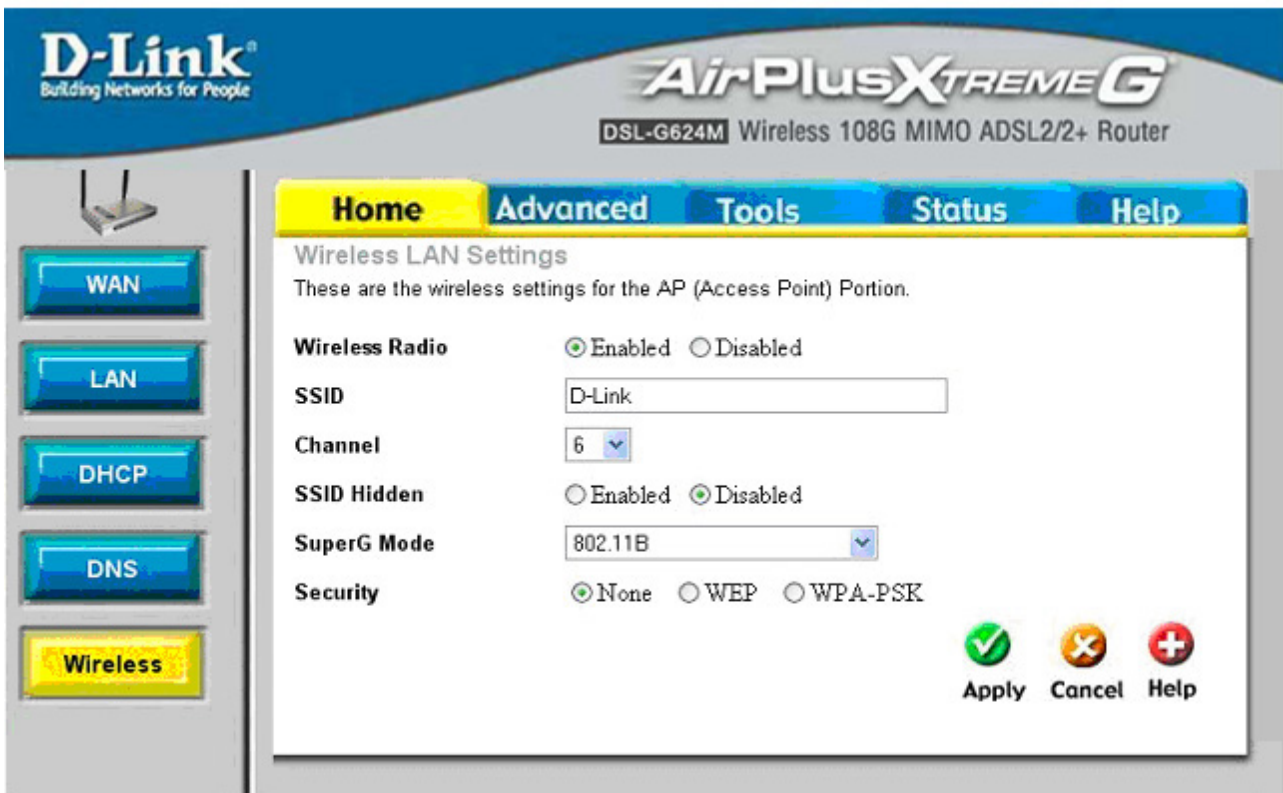 D-Link
Building Networks for People
AirPlus XTREME G
DSL-G624M Wireless 108G MIMO ADSL2/2+ Router
Home Advanced Tools Status Help
WAN
LAN
DHCP
DNS
Wireless
Wireless LAN Settings
These are the wireless settings for the AP (Access Point) Portion.
Wireless Radio Enabled Disabled
SSID D-Link
Channel 6
SSID Hidden Enabled Disabled
SuperG Mode 802.11B
Security None WEP WPA-PSK
Apply Cancel Help